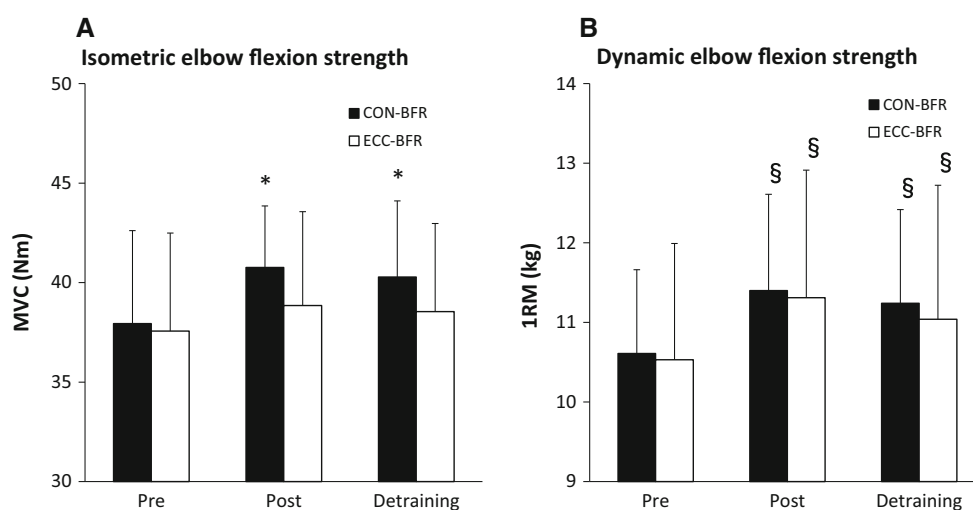 A
Isometric elbow flexion strength
50
45
40
35
30
MVC (Nm)
CON-BFR
ECC-BFR
*
*
Pre
Post
Detraining
B
Dynamic elbow flexion strength
14
13
12
11
10
9
1RM (kg)
CON-BFR
ECC-BFR
§
§
§
§
Pre
Post
Detraining